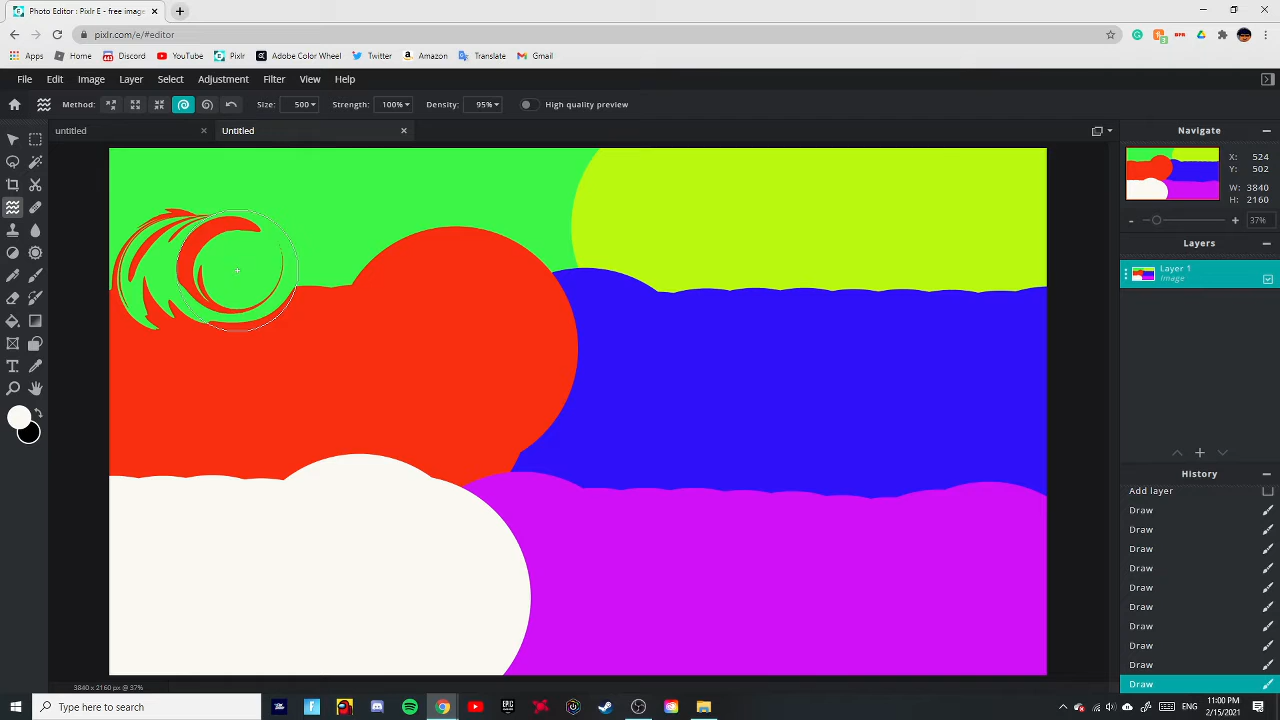 Photo Editor : Pixlr E - free image
pixlr.com/e/#editor
Apps Home Discord YouTube Pixlr Adobe Color Wheel Twitter Amazon Translate Gmail
File Edit Image Layer Select Adjustment Filter View Help
Method: Size: 500 Strength: 100% Density: 95% High quality preview
untitled Untitled
Navigate
X: 524
Y: 502
W: 3840
H: 2160
- + 37%
Layers
Layer 1
Image
History
Add layer
Draw
Draw
Draw
Draw
Draw
Draw
Draw
Draw
Draw
Draw
3840 x 2160 px @ 37%
Type here to search
11:00 PM
2/15/2021